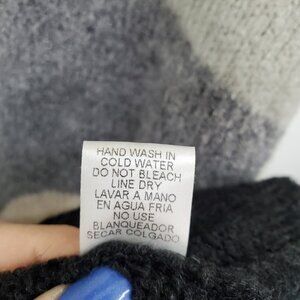 HAND WASH IN
COLD WATER
DO NOT BLEACH
LINE DRY
LAVAR A MANO
EN AGUA FRIA
NO USE
BLANQUEADOR
SECAR COLGADO